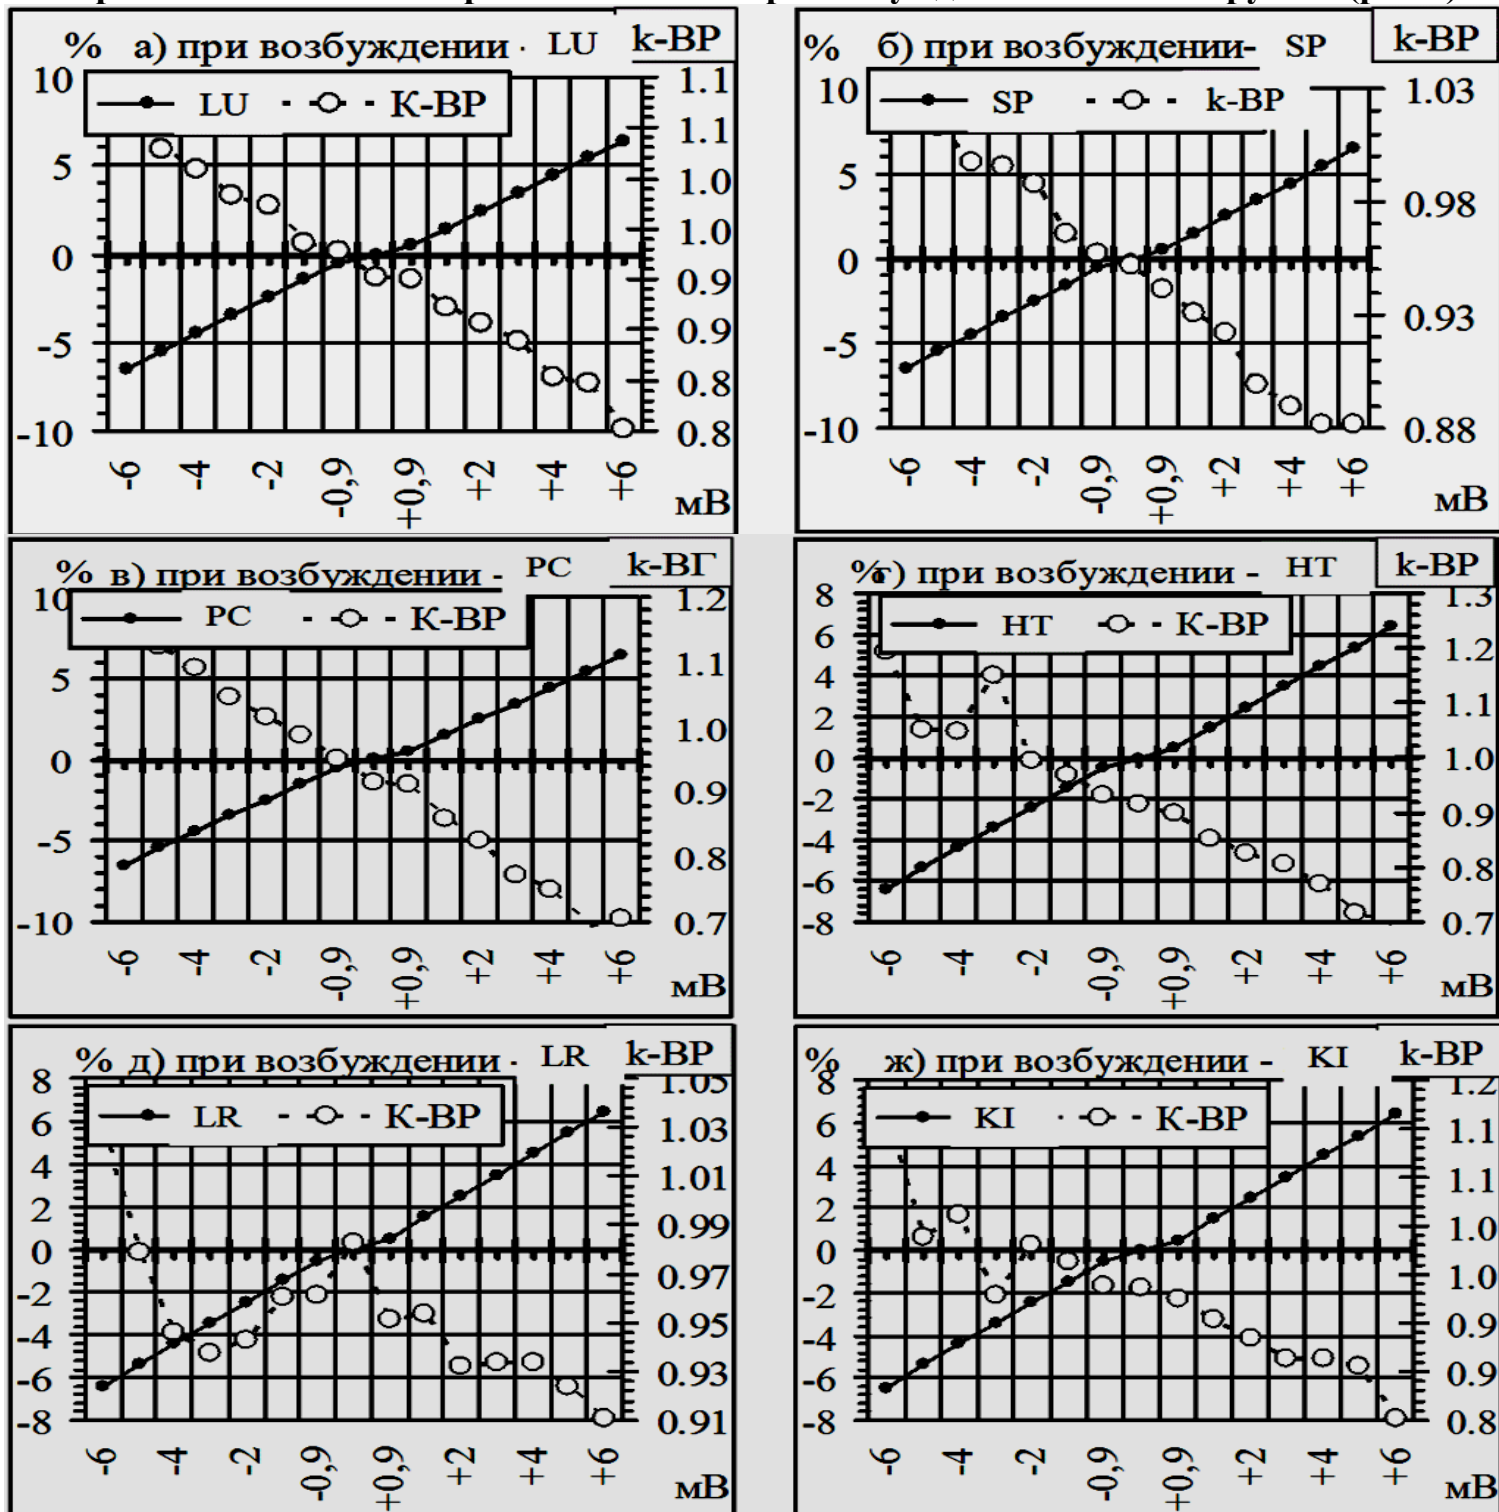 % а) при возбуждении - LU k-ВР
10 1.1
LU К-ВР
1.1
5 1.0
1.0
0 0.9
0.9
-5 0.8
-10 0.8
-6 -4 -2 -0,9 +0,9 +2 +4 +6
мВ
% б) при возбуждении- SP k-ВР
10 1.03
SP k-ВР
5 0.98
0 0.93
-5
-10 0.88
-6 -4 -2 -0,9 +0,9 +2 +4 +6
мВ
% в) при возбуждении - PC k-ВГ
10 1.2
PC К-ВР
5 1.1
1.0
0 0.9
-5 0.8
-10 0.7
-6 -4 -2 -0,9 +0,9 +2 +4 +6
мВ
% г) при возбуждении - HT k-ВР
8 1.3
HT К-ВР
6 1.2
4 1.1
2
0 1.0
-2 0.9
-4 0.8
-6
-8 0.7
-6 -4 -2 -0,9 +0,9 +2 +4 +6
мВ
% д) при возбуждении - LR k-ВР
8 1.05
LR К-ВР
6 1.03
4 1.01
2 0.99
0 0.97
-2 0.95
-4 0.93
-6
-8 0.91
-6 -4 -2 -0,9 +0,9 +2 +4 +6
мВ
% ж) при возбуждении - KI k-ВР
8 1.2
KI К-ВР
6 1.1
4 1.1
2 1.0
0 1.0
-2 0.9
-4 0.9
-6
-8 0.8
-6 -4 -2 -0,9 +0,9 +2 +4 +6
мВ